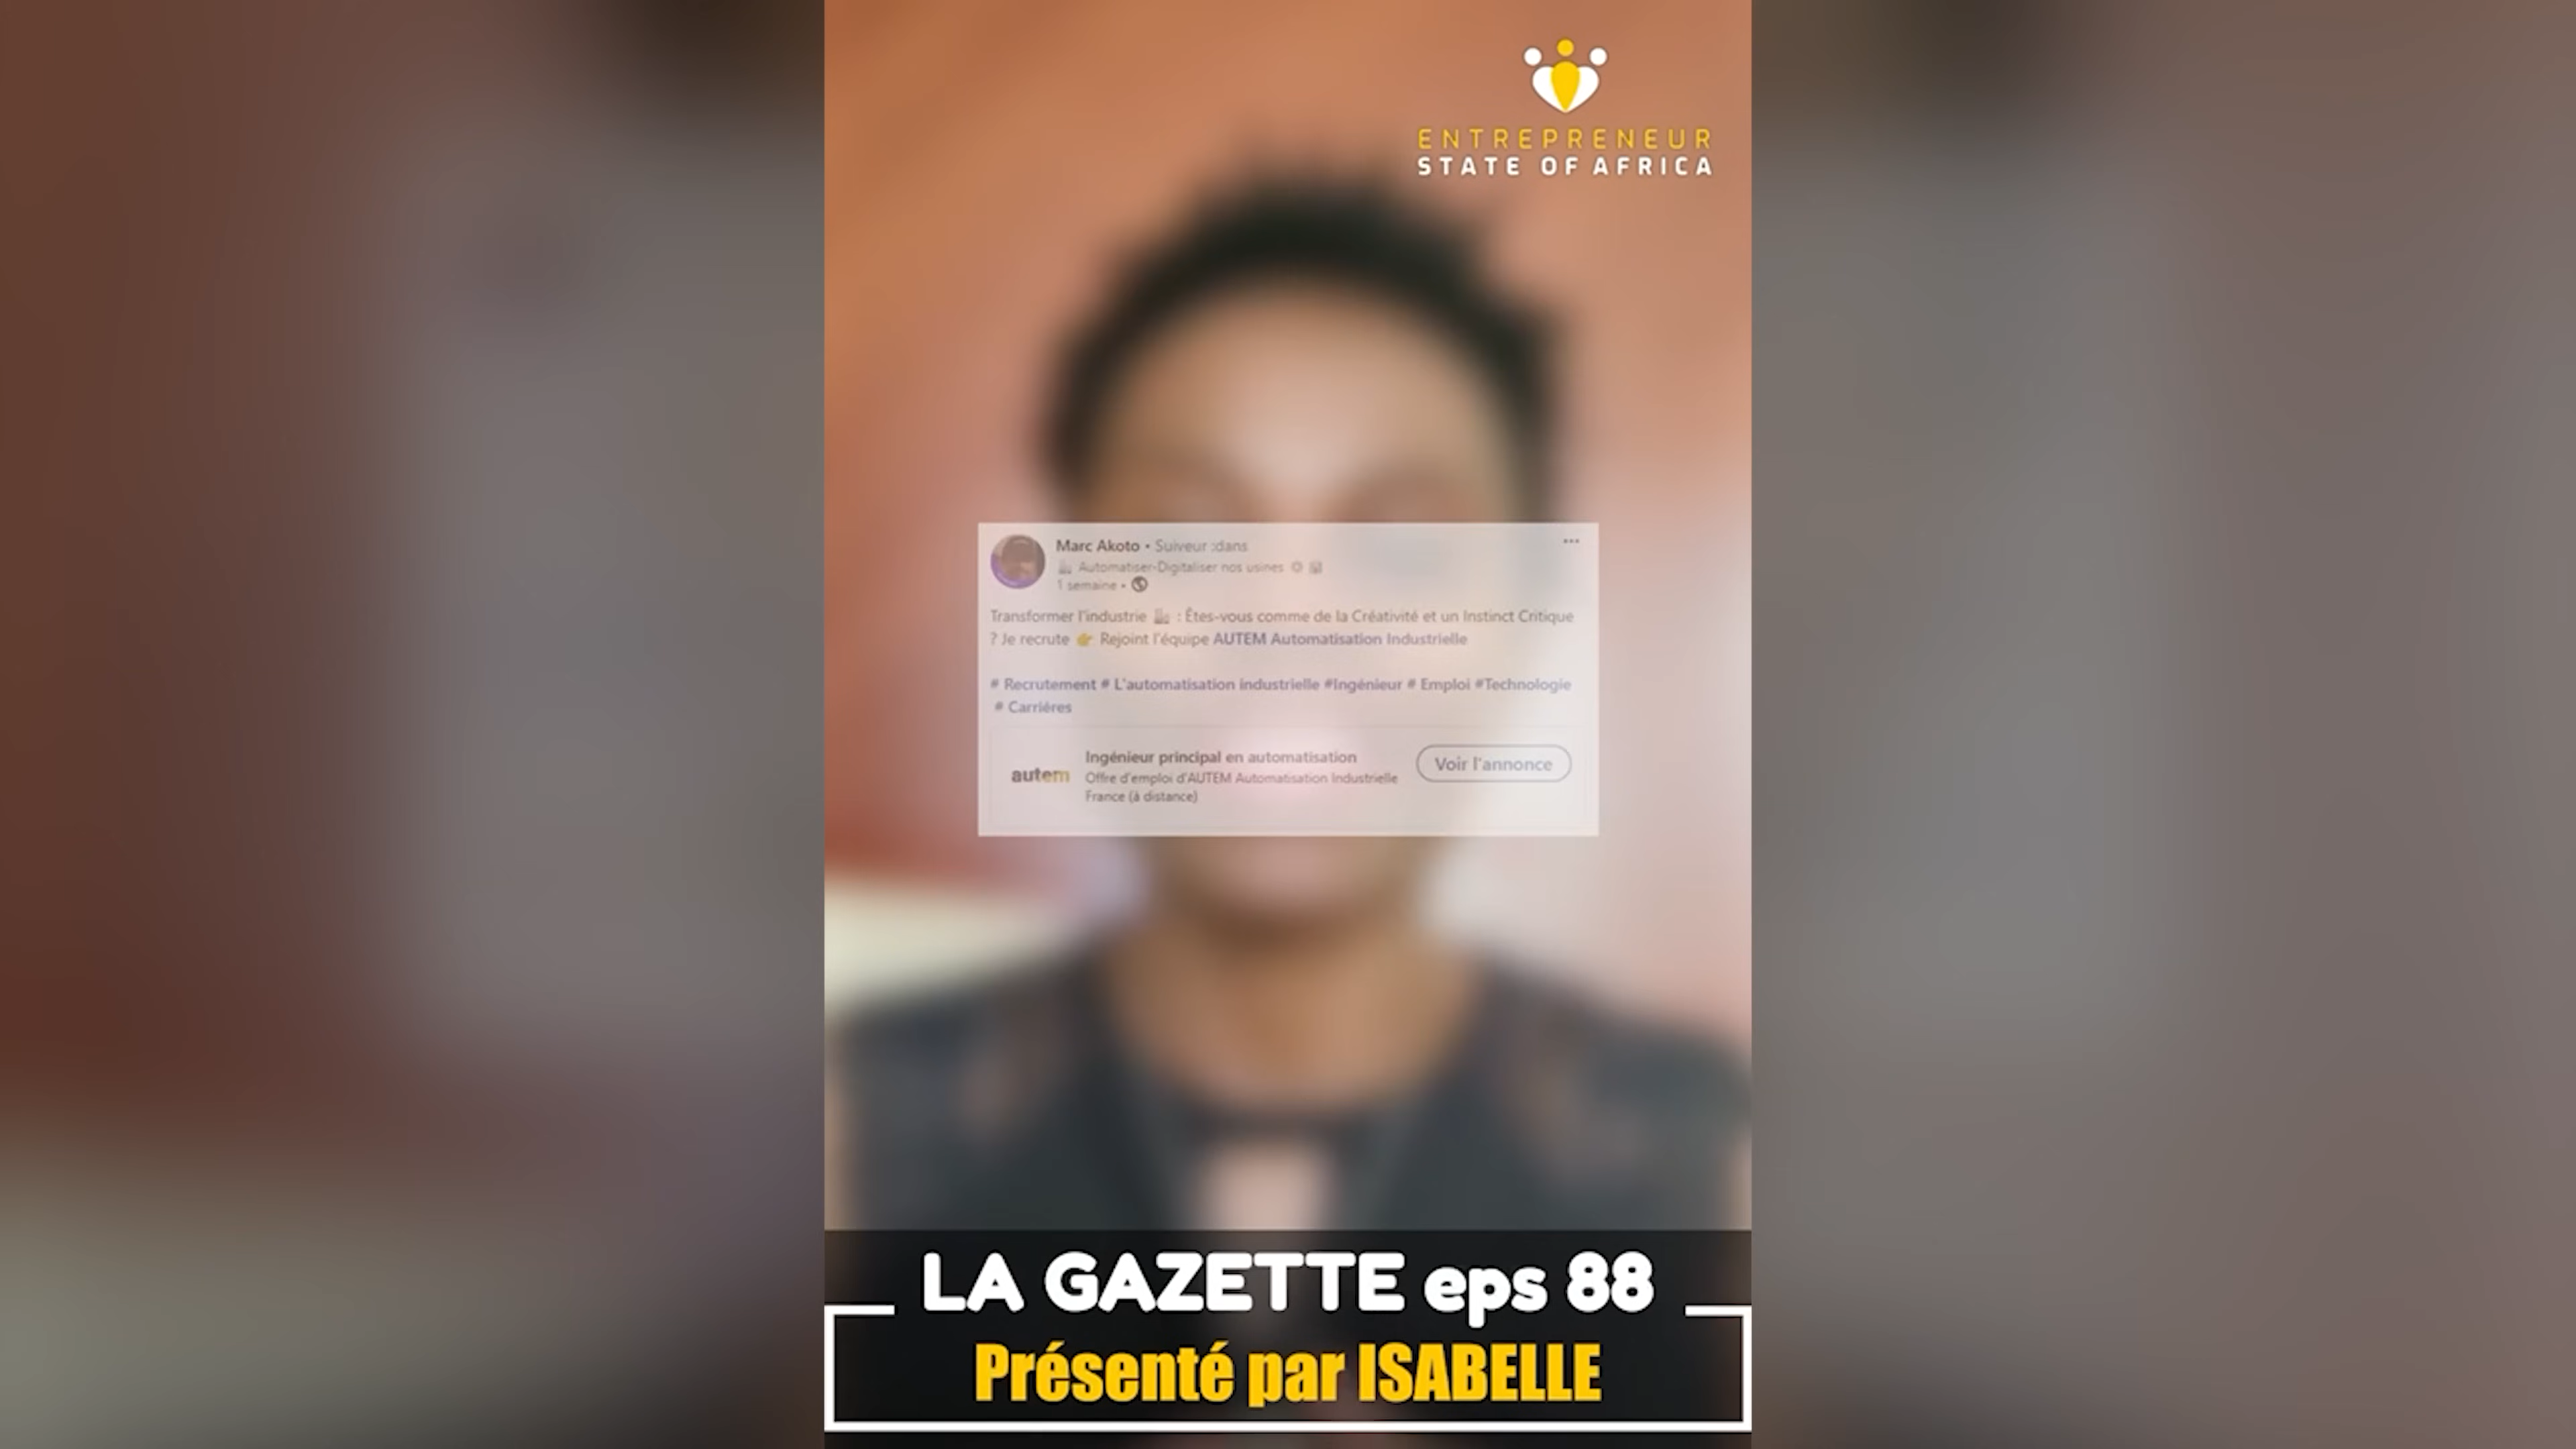 ENTREPRENEUR
STATE OF AFRICA
Marc Akoto • Suiveur :dans
Automatiser-Digitaliser nos usines
1 semaine •
Transformer l'industrie : Êtes-vous comme de la Créativité et un Instinct Critique
? Je recrute 👉 Rejoint l'équipe AUTEM Automatisation Industrielle
# Recrutement # L'automatisation industrielle #Ingénieur # Emploi #Technologie
# Carrières
Ingénieur principal en automatisation
Voir l'annonce
autem
Offre d'emploi d'AUTEM Automatisation Industrielle
France (à distance)
LA GAZETTE eps 88
Présenté par ISABELLE